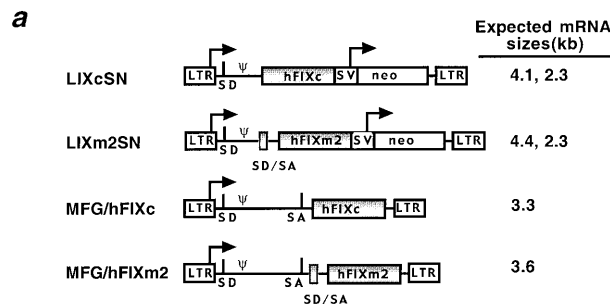 a
Expected mRNA
sizes(kb)
LIXcSN
LTR SD ψ hFIXc SV neo LTR
4.1, 2.3
LIXm2SN
LTR SD ψ hFIXm2 SV neo LTR
SD/SA
4.4, 2.3
MFG/hFIXc
LTR SD ψ SA hFIXc LTR
3.3
MFG/hFIXm2
LTR SD ψ SA hFIXm2 LTR
SD/SA
3.6